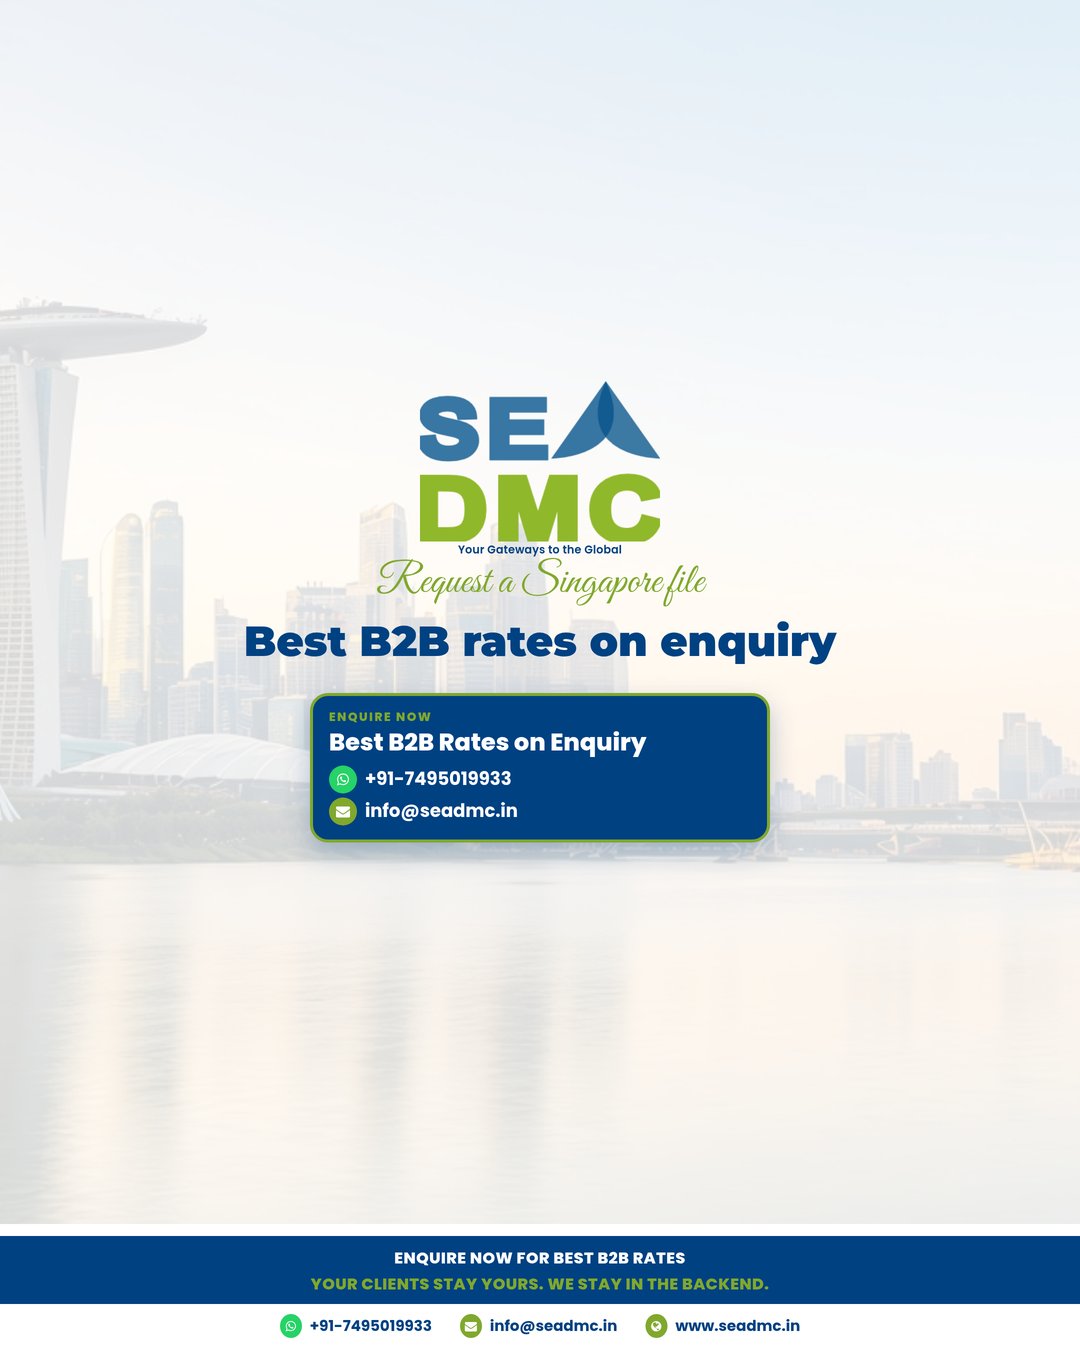 SEA
DMC
Your Gateways to the Global
Request a Singapore file
Best B2B rates on enquiry
ENQUIRE NOW
Best B2B Rates on Enquiry
+91-7495019933
info@seadmc.in
ENQUIRE NOW FOR BEST B2B RATES
YOUR CLIENTS STAY YOURS. WE STAY IN THE BACKEND.
+91-7495019933 info@seadmc.in www.seadmc.in